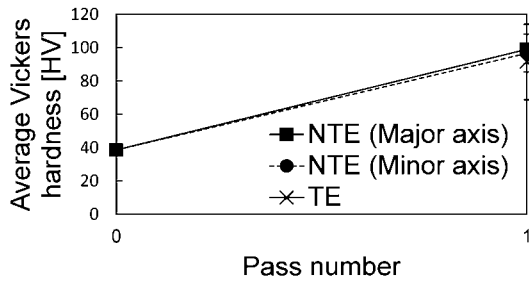 Average Vickers
hardness [HV]
120
100
80
60
40
20
0
NTE (Major axis)
NTE (Minor axis)
TE
0
1
Pass number